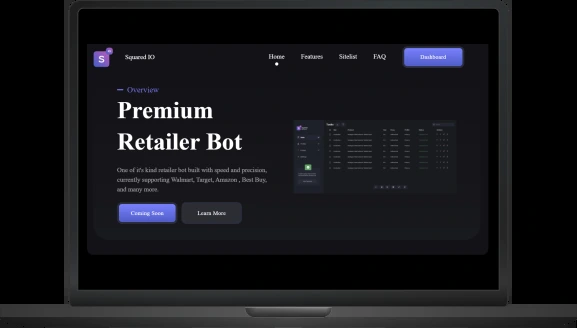 S
Squared IO
Home
Features
Sitelist
FAQ
Dashboard
Overview
Premium
Retailer Bot
One of it's kind retailer bot built with speed and precision,
currently supporting Walmart, Target, Amazon , Best Buy,
and many more.
Coming Soon
Learn More